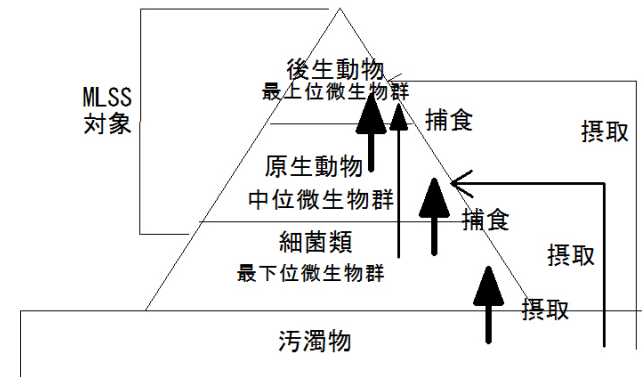 後生動物
最上位微生物群
MLSS
対象
捕食
摂取
原生動物
中位微生物群
捕食
細菌類
最下位微生物群
摂取
摂取
汚濁物